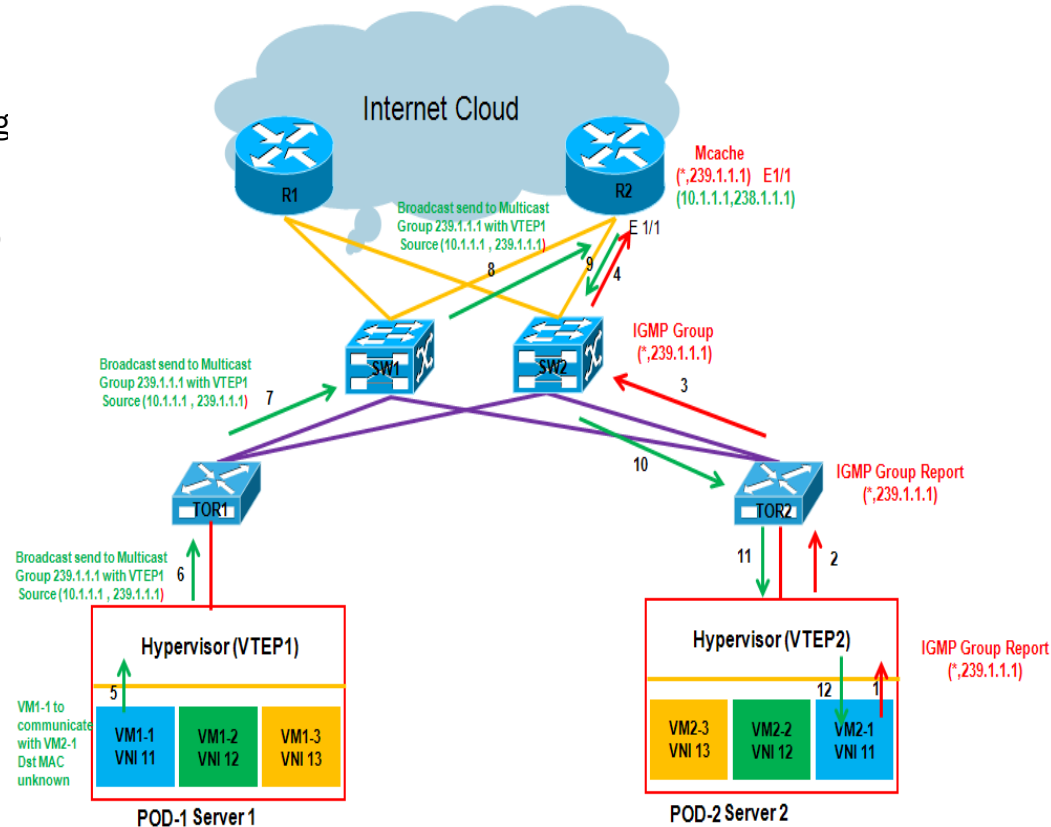 Internet Cloud
R1
R2
Mcache
(*,239.1.1.1) E1/1
(10.1.1.1,238.1.1.1)
Broadcast send to Multicast
Group 239.1.1.1 with VTEP1
Source (10.1.1.1 , 239.1.1.1)
E 1/1
8
9
4
SW1
SW2
IGMP Group
(*,239.1.1.1)
Broadcast send to Multicast
Group 239.1.1.1 with VTEP1
Source (10.1.1.1 , 239.1.1.1)
7
3
10
TOR1
TOR2
IGMP Group Report
(*,239.1.1.1)
Broadcast send to Multicast
Group 239.1.1.1 with VTEP1
Source (10.1.1.1 , 239.1.1.1)
6
11
2
Hypervisor (VTEP1)
Hypervisor (VTEP2)
IGMP Group Report
(*,239.1.1.1)
5
12
1
VM1-1 to
communicate
with VM2-1
Dst MAC
unknown
VM1-1
VNI 11
VM1-2
VNI 12
VM1-3
VNI 13
VM2-3
VNI 13
VM2-2
VNI 12
VM2-1
VNI 11
POD-1 Server 1
POD-2 Server 2